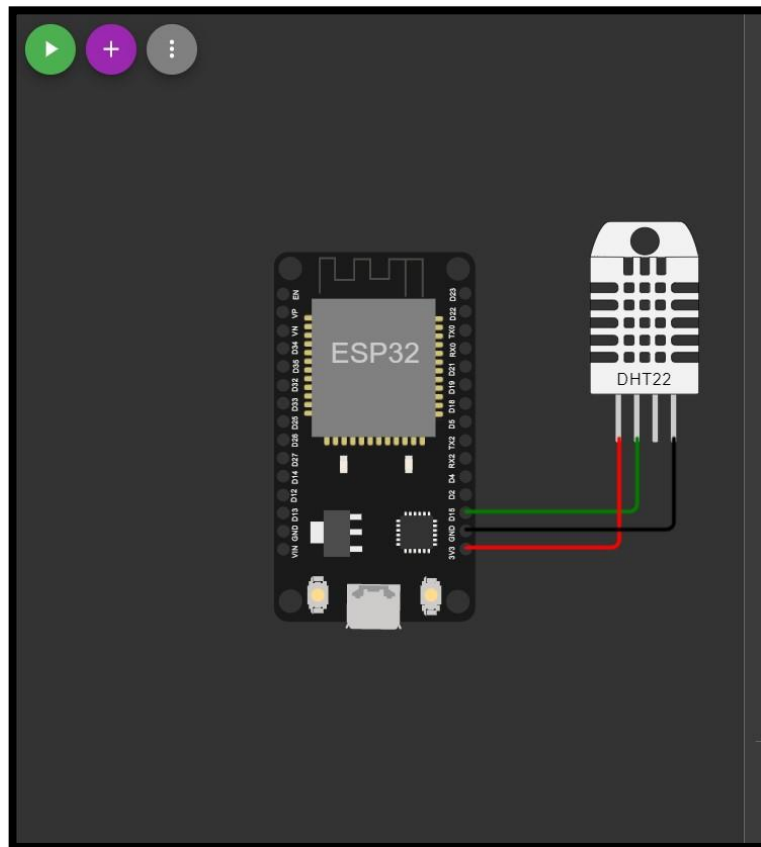 ESP32
EN
VP
VN
D34
D35
D32
D33
D25
D26
D27
D14
D12
D13
GND
VIN
D23
D22
TX0
RX0
D21
D19
D18
D5
TX2
RX2
D4
D2
D15
GND
3V3
DHT22